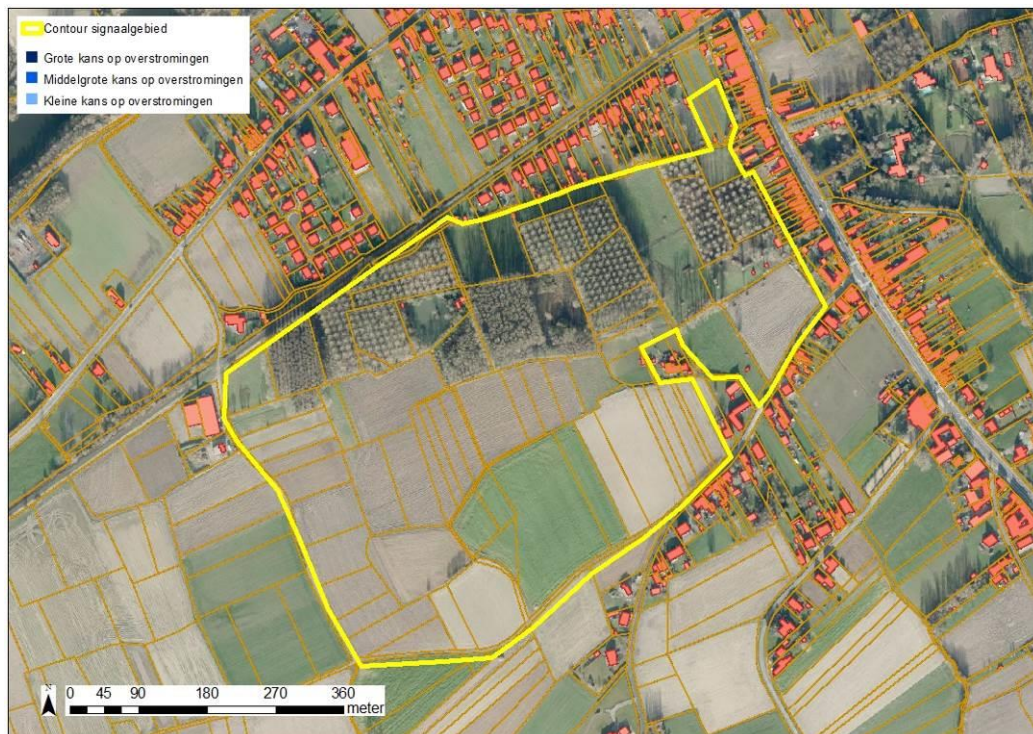 Contour signaalgebied
Grote kans op overstromingen
Middelgrote kans op overstromingen
Kleine kans op overstromingen
N
0 45 90 180 270 360
meter